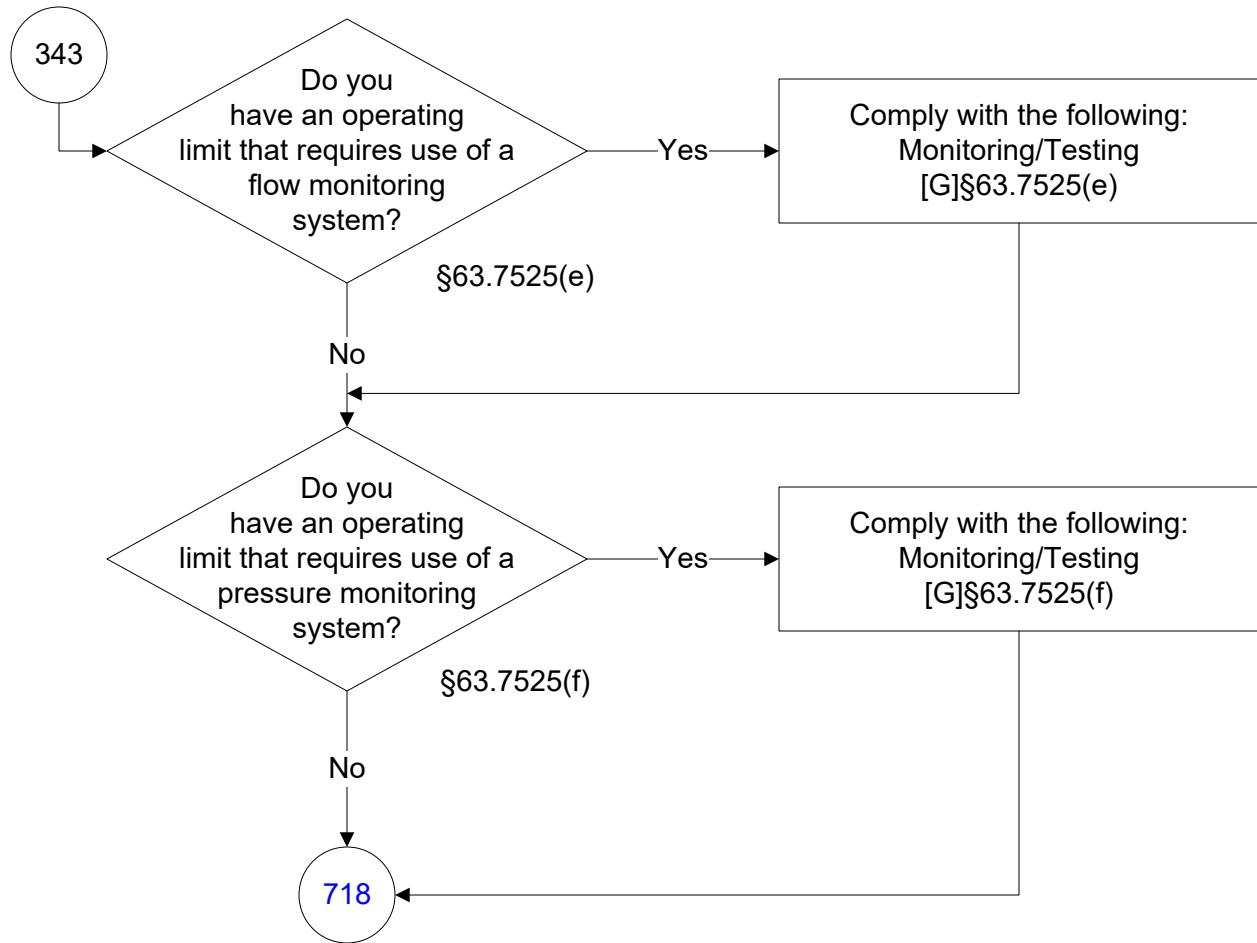 343
Do you
have an operating
limit that requires use of a
flow monitoring
system?
Yes
Comply with the following:
Monitoring/Testing
[G]§63.7525(e)
§63.7525(e)
No
Do you
have an operating
limit that requires use of a
pressure monitoring
system?
Yes
Comply with the following:
Monitoring/Testing
[G]§63.7525(f)
§63.7525(f)
No
718